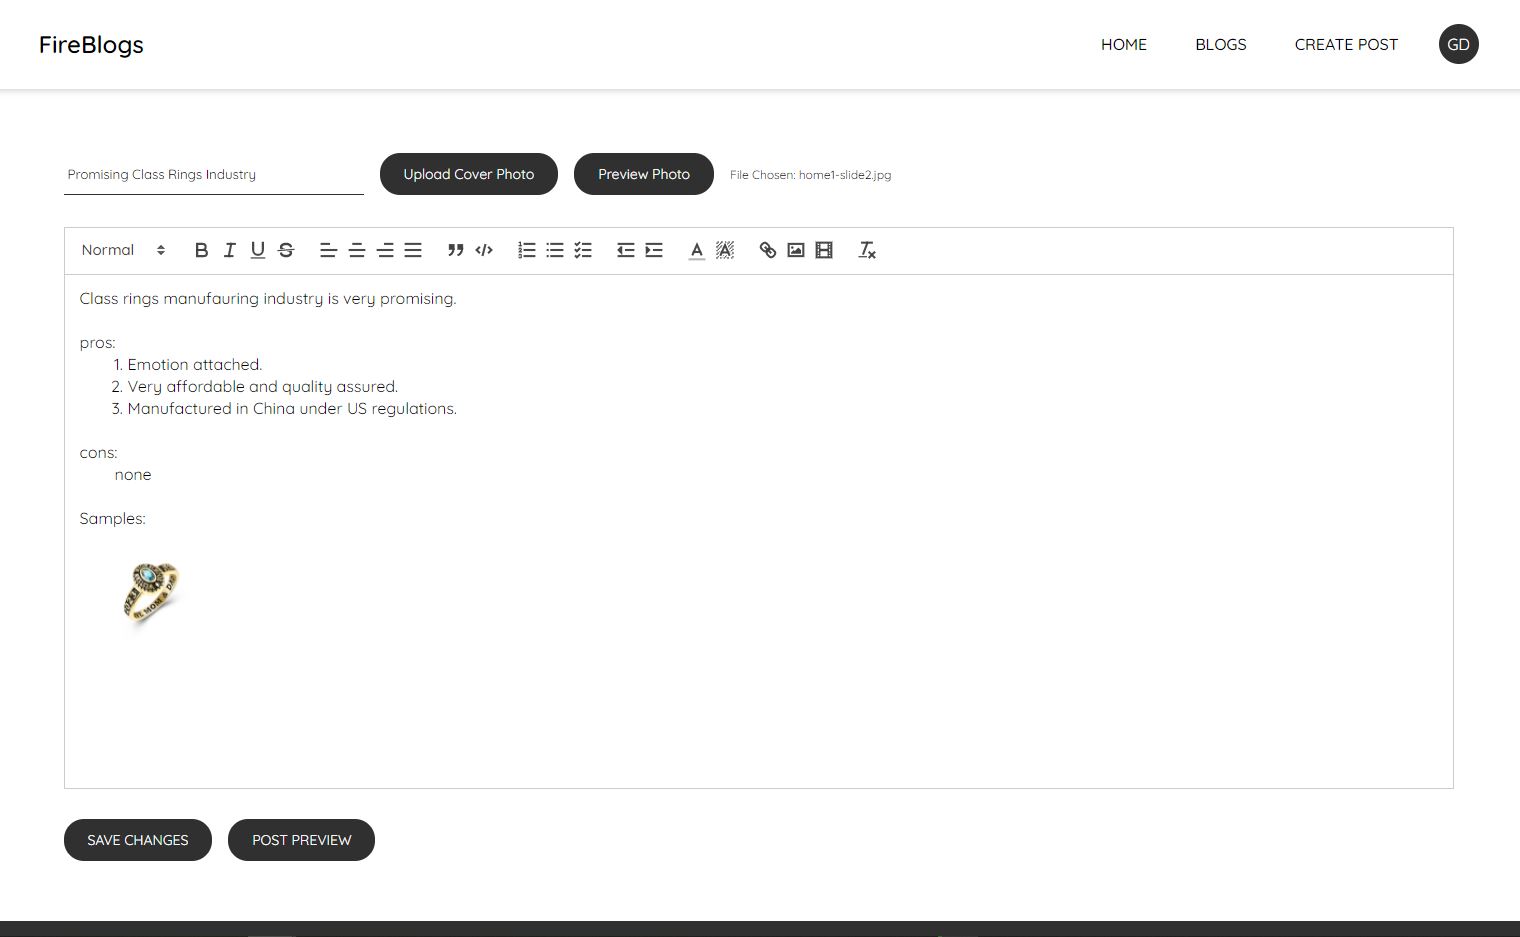 FireBlogs
HOME BLOGS CREATE POST GD
Promising Class Rings Industry Upload Cover Photo Preview Photo File Chosen: home1-slide2.jpg
Normal
Class rings manufauring industry is very promising.
pros:
1. Emotion attached.
2. Very affordable and quality assured.
3. Manufactured in China under US regulations.
cons:
none
Samples:
MOM &
SAVE CHANGES POST PREVIEW